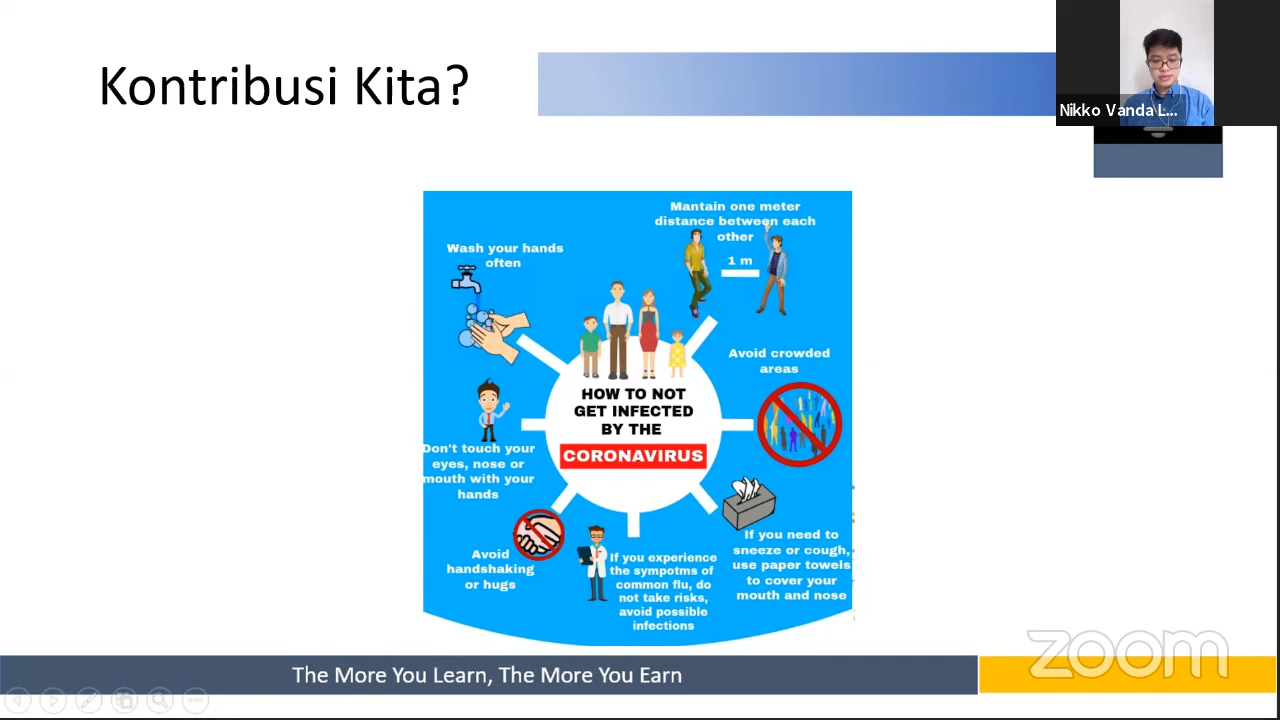 Kontribusi Kita?
Nikko Vanda L...
Mantain one meter
distance between each
other
1 m
Wash your hands
often
Avoid crowded
areas
HOW TO NOT
GET INFECTED
BY THE
CORONAVIRUS
Don't touch your
eyes, nose or
mouth with your
hands
Avoid
handshaking
or hugs
If you experience
the sympotms of
common flu, do
not take risks,
avoid possible
infections
If you need to
sneeze or cough,
use paper towels
to cover your
mouth and nose
The More You Learn, The More You Earn
zoom